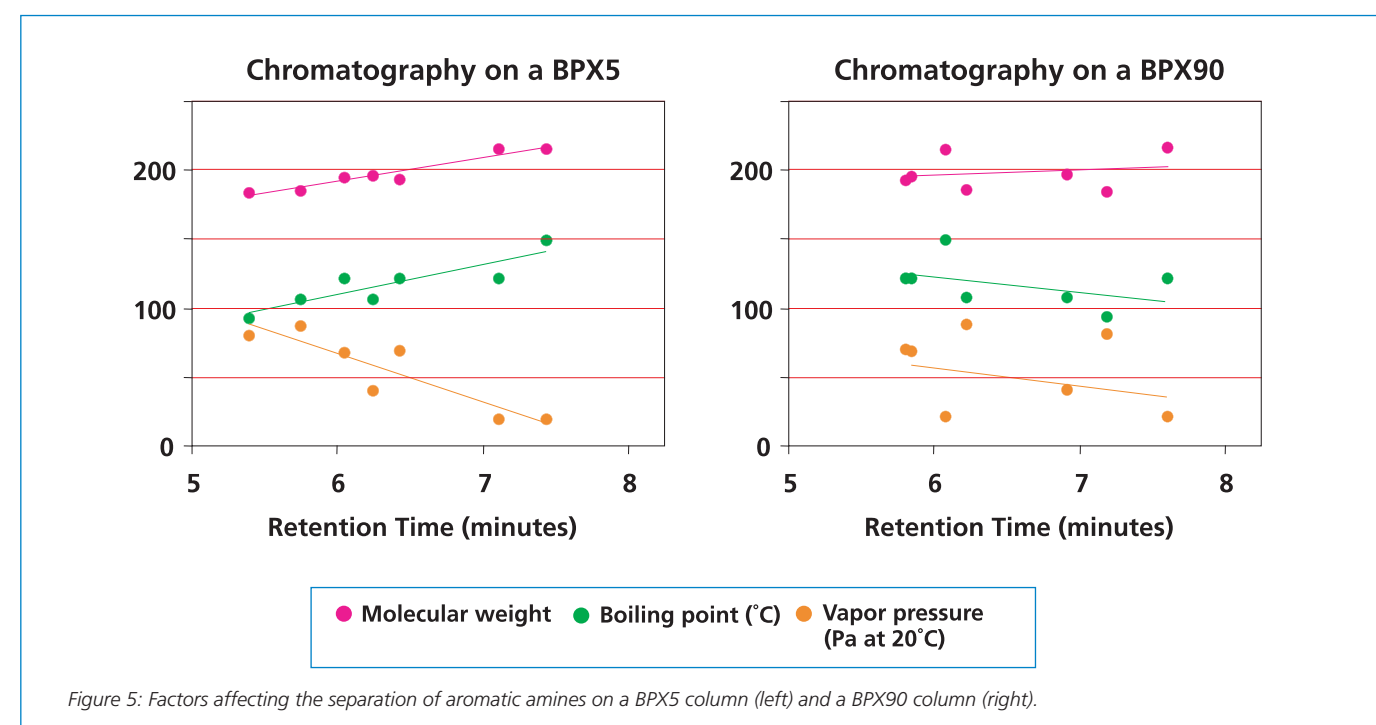 Chromatography on a BPX5
200
100
0
5 6 7 8
Retention Time (minutes)
Chromatography on a BPX90
200
100
0
5 6 7 8
Retention Time (minutes)
Molecular weight Boiling point (˚C) Vapor pressure
(Pa at 20˚C)
Figure 5: Factors affecting the separation of aromatic amines on a BPX5 column (left) and a BPX90 column (right).